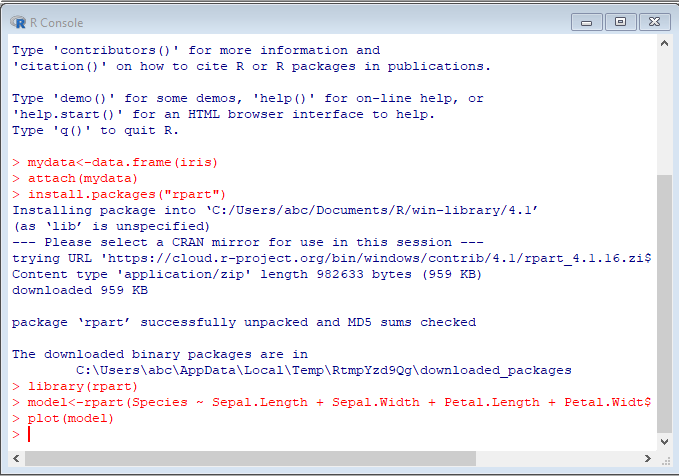 R Console
Type 'contributors()' for more information and
'citation()' on how to cite R or R packages in publications.
Type 'demo()' for some demos, 'help()' for on-line help, or
'help.start()' for an HTML browser interface to help.
Type 'q()' to quit R.
> mydata<-data.frame(iris)
> attach(mydata)
> install.packages("rpart")
Installing package into ‘C:/Users/abc/Documents/R/win-library/4.1’
(as ‘lib’ is unspecified)
--- Please select a CRAN mirror for use in this session ---
trying URL 'https://cloud.r-project.org/bin/windows/contrib/4.1/rpart_4.1.16.zi$
Content type 'application/zip' length 982633 bytes (959 KB)
downloaded 959 KB
package ‘rpart’ successfully unpacked and MD5 sums checked
The downloaded binary packages are in
        C:\Users\abc\AppData\Local\Temp\RtmpYzd9Qg\downloaded_packages
> library(rpart)
> model<-rpart(Species ~ Sepal.Length + Sepal.Width + Petal.Length + Petal.Widt$
> plot(model)
>